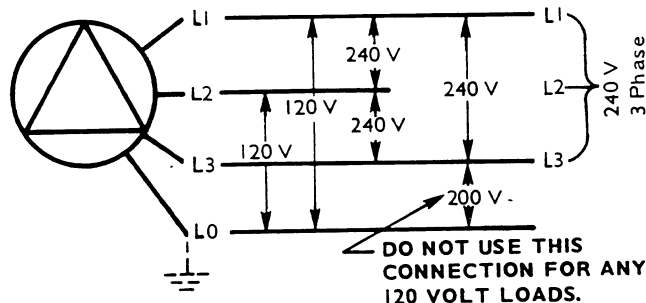 L1
240 V
L1
L2
120 V
240 V
L2
240 V
3 Phase
120 V
240 V
L3
L3
200 V
L0
DO NOT USE THIS
CONNECTION FOR ANY
120 VOLT LOADS.